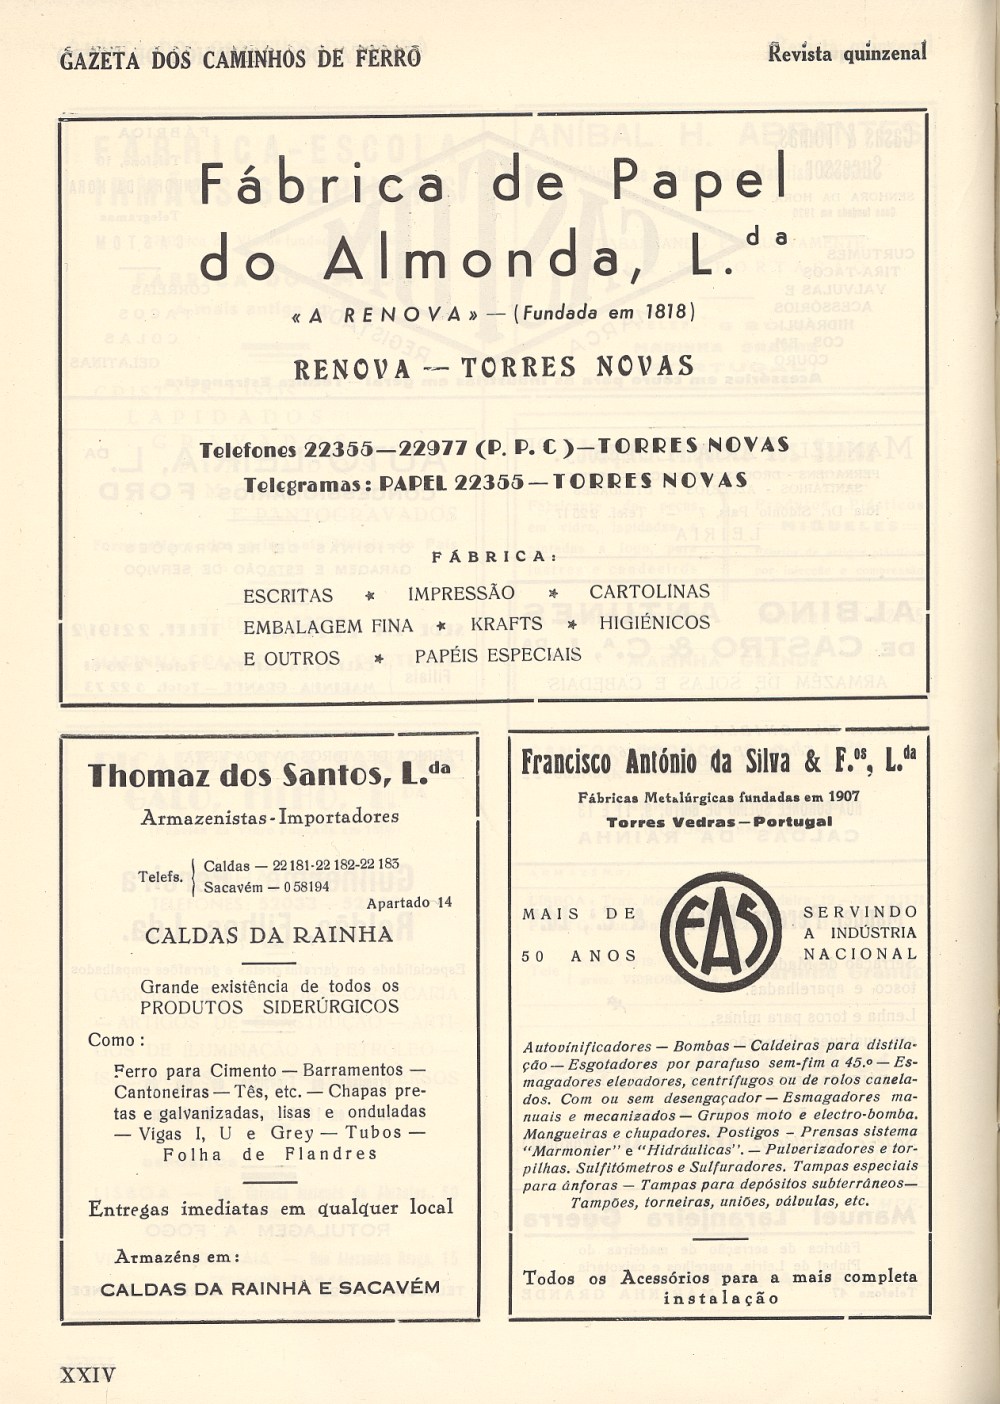 GAZETA DOS CAMINHOS DE FERRO
Revista quinzenal
Fábrica de Papel
do Almonda, L.da
«A RENOVA» — (Fundada em 1818)
RENOVA — TORRES NOVAS
Telefones 22355—22977 (P. P. C)—TORRES NOVAS
Telegramas: PAPEL 22355—TORRES NOVAS
FÁBRICA:
ESCRITAS * IMPRESSÃO * CARTOLINAS
EMBALAGEM FINA * KRAFTS * HIGIÉNICOS
E OUTROS * PAPÉIS ESPECIAIS
Thomaz dos Santos, L.da
Armazenistas-Importadores
Telefs. { Caldas — 22181-22182-22183
Sacavém — 058194
Apartado 14
CALDAS DA RAINHA
Grande existência de todos os
PRODUTOS SIDERÚRGICOS
Como:
Ferro para Cimento — Barramentos —
Cantoneiras — Tês, etc. — Chapas pre-
tas e galvanizadas, lisas e onduladas
— Vigas I, U e Grey — Tubos —
Folha de Flandres
Entregas imediatas em qualquer local
Armazéns em:
CALDAS DA RAINHA E SACAVÉM
Francisco António da Silva & F.os, L.da
Fábricas Metalúrgicas fundadas em 1907
Torres Vedras—Portugal
MAIS DE
50 ANOS
FAS
SERVINDO
A INDÚSTRIA
NACIONAL
Autovinificadores — Bombas — Caldeiras para distila-
ção — Esgotadores por parafuso sem-fim a 45.º — Es-
magadores elevadores, centrífugos ou de rolos canela-
dos. Com ou sem desengaçador — Esmagadores ma-
nuais e mecanizados — Grupos moto e electro-bomba.
Mangueiras e chupadores. Postigos — Prensas sistema
"Marmonier" e "Hidráulicas". — Pulverizadores e tor-
pilhas. Sulfitómetros e Sulfuradores. Tampas especiais
para ânforas — Tampas para depósitos subterrâneos—
Tampões, torneiras, uniões, válvulas, etc.
Todos os Acessórios para a mais completa
instalação
XXIV